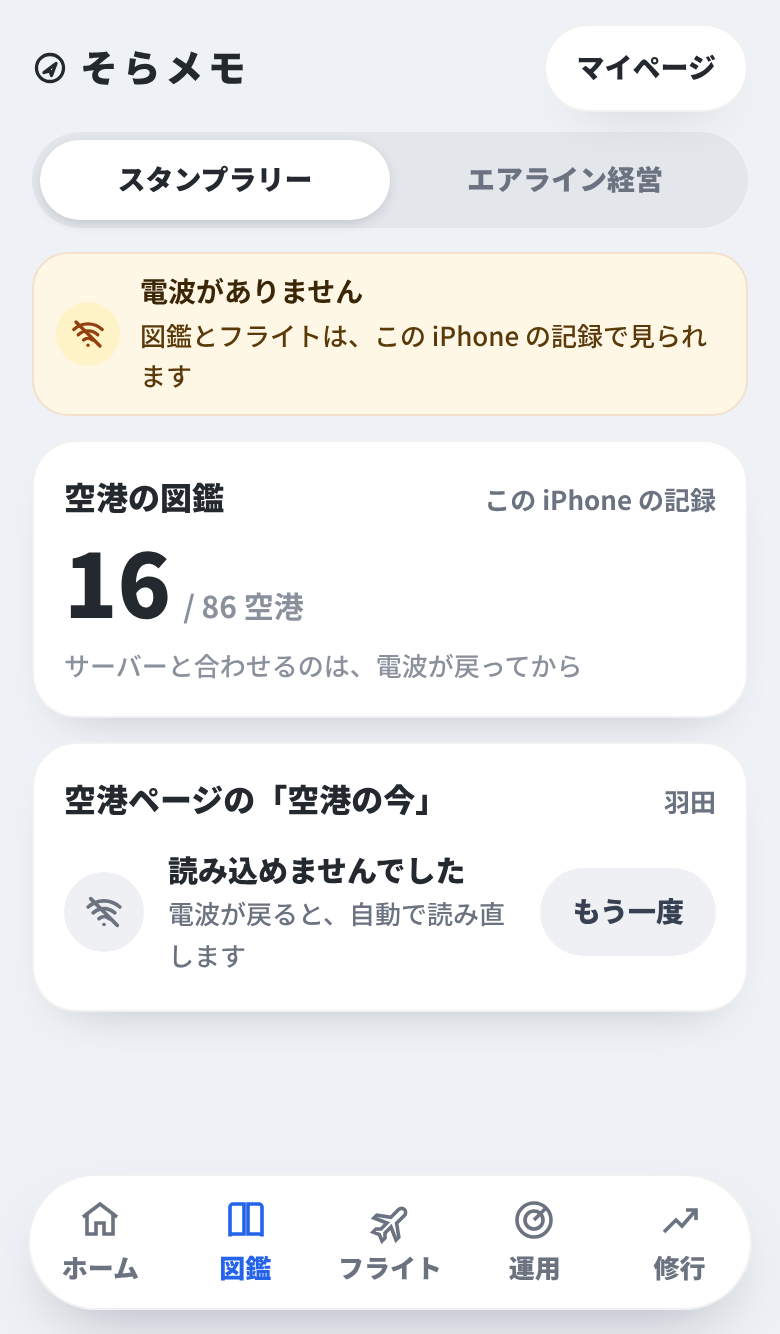 そらメモ
マイページ
スタンプラリー
エアライン経営
電波がありません
図鑑とフライトは、この iPhone の記録で見られ
ます
空港の図鑑
この iPhone の記録
16 / 86 空港
サーバーと合わせるのは、電波が戻ってから
空港ページの「空港の今」
羽田
読み込めませんでした
電波が戻ると、自動で読み直
します
もう一度
ホーム
図鑑
フライト
運用
修行